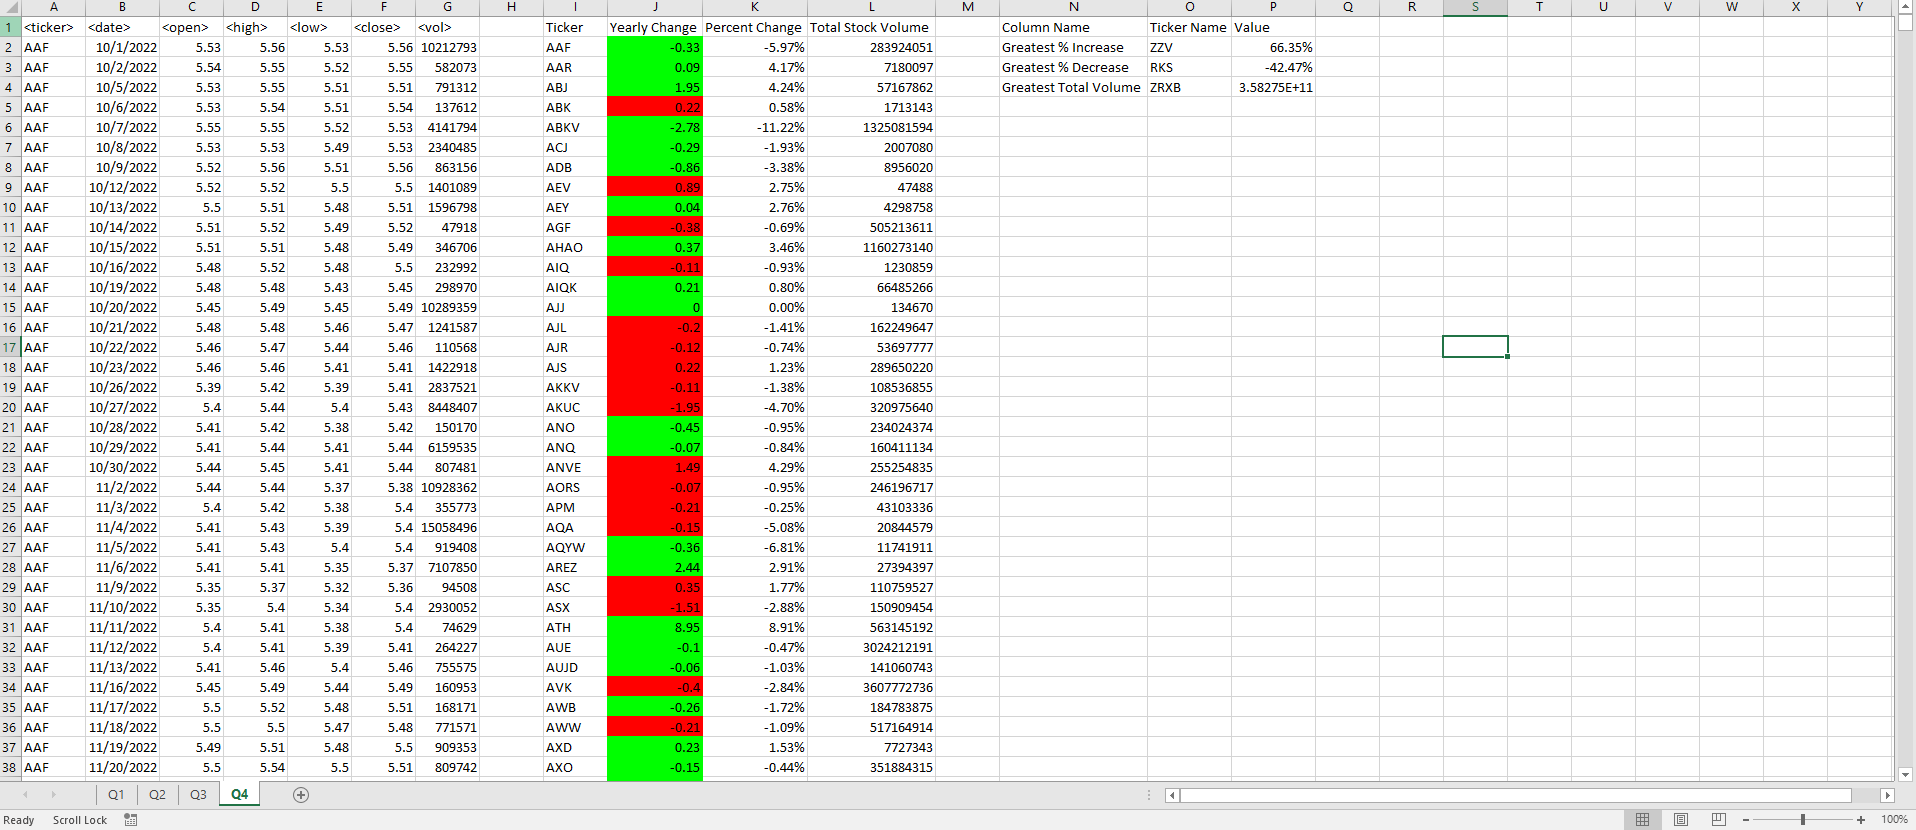 A B C D E F G H I J K L M N O P Q R S T U V W X Y
1 <ticker> <date> <open> <high> <low> <close> <vol> Ticker Yearly Change Percent Change Total Stock Volume Column Name Ticker Name Value
2 AAF 10/1/2022 5.53 5.56 5.53 5.56 10212793 AAF -0.33 -5.97% 283924051 Greatest % Increase ZZV 66.35%
3 AAF 10/2/2022 5.54 5.55 5.52 5.55 582073 AAR 0.09 4.17% 7180097 Greatest % Decrease RKS -42.47%
4 AAF 10/5/2022 5.53 5.55 5.51 5.51 791312 ABJ 1.95 4.24% 57167862 Greatest Total Volume ZRXB 3.58275E+11
5 AAF 10/6/2022 5.53 5.54 5.51 5.54 137612 ABK 0.22 0.58% 1713143
6 AAF 10/7/2022 5.55 5.55 5.52 5.53 4141794 ABKV -2.78 -11.22% 1325081594
7 AAF 10/8/2022 5.53 5.53 5.49 5.53 2340485 ACJ -0.29 -1.93% 2007080
8 AAF 10/9/2022 5.52 5.56 5.51 5.56 863156 ADB -0.86 -3.38% 8956020
9 AAF 10/12/2022 5.52 5.52 5.5 5.5 1401089 AEV 0.89 2.75% 47488
10 AAF 10/13/2022 5.5 5.51 5.48 5.51 1596798 AEY 0.04 2.76% 4298758
11 AAF 10/14/2022 5.51 5.52 5.49 5.52 47918 AGF -0.38 -0.69% 505213611
12 AAF 10/15/2022 5.51 5.51 5.48 5.49 346706 AHAO 0.37 3.46% 1160273140
13 AAF 10/16/2022 5.48 5.52 5.48 5.5 232992 AIQ -0.11 -0.93% 1230859
14 AAF 10/19/2022 5.48 5.48 5.43 5.45 298970 AIQK 0.21 0.80% 66485266
15 AAF 10/20/2022 5.45 5.49 5.45 5.49 10289359 AJJ 0 0.00% 134670
16 AAF 10/21/2022 5.48 5.48 5.46 5.47 1241587 AJL -0.2 -1.41% 162249647
17 AAF 10/22/2022 5.46 5.47 5.44 5.46 110568 AJR -0.12 -0.74% 53697777
18 AAF 10/23/2022 5.46 5.46 5.41 5.41 1422918 AJS 0.22 1.23% 289650220
19 AAF 10/26/2022 5.39 5.42 5.39 5.41 2837521 AKKV -0.11 -1.38% 108536855
20 AAF 10/27/2022 5.4 5.44 5.4 5.43 8448407 AKUC -1.95 -4.70% 320975640
21 AAF 10/28/2022 5.41 5.42 5.38 5.42 150170 ANO -0.45 -0.95% 234024374
22 AAF 10/29/2022 5.41 5.44 5.41 5.44 6159535 ANQ -0.07 -0.84% 160411134
23 AAF 10/30/2022 5.44 5.45 5.41 5.44 807481 ANVE 1.49 4.29% 255254835
24 AAF 11/2/2022 5.44 5.44 5.37 5.38 10928362 AORS -0.07 -0.95% 246196717
25 AAF 11/3/2022 5.4 5.42 5.38 5.4 355773 APM -0.21 -0.25% 43103336
26 AAF 11/4/2022 5.41 5.43 5.39 5.4 15058496 AQA -0.15 -5.08% 20844579
27 AAF 11/5/2022 5.41 5.43 5.4 5.4 919408 AQYW -0.36 -6.81% 11741911
28 AAF 11/6/2022 5.41 5.41 5.35 5.37 7107850 AREZ 2.44 2.91% 27394397
29 AAF 11/9/2022 5.35 5.37 5.32 5.36 94508 ASC 0.35 1.77% 110759527
30 AAF 11/10/2022 5.35 5.4 5.34 5.4 2930052 ASX -1.51 -2.88% 150909454
31 AAF 11/11/2022 5.4 5.41 5.38 5.4 74629 ATH 8.95 8.91% 563145192
32 AAF 11/12/2022 5.4 5.41 5.39 5.41 264227 AUE -0.1 -0.47% 3024212191
33 AAF 11/13/2022 5.41 5.46 5.4 5.46 755575 AUJD -0.06 -1.03% 141060743
34 AAF 11/16/2022 5.45 5.49 5.44 5.49 160953 AVK -0.4 -2.84% 3607772736
35 AAF 11/17/2022 5.5 5.52 5.48 5.51 168171 AWB -0.26 -1.72% 184783875
36 AAF 11/18/2022 5.5 5.5 5.47 5.48 771571 AWW -0.21 -1.09% 517164914
37 AAF 11/19/2022 5.49 5.51 5.48 5.5 909353 AXD 0.23 1.53% 7727343
38 AAF 11/20/2022 5.5 5.54 5.5 5.51 809742 AXO -0.15 -0.44% 351884315
Q1 Q2 Q3 Q4
Ready Scroll Lock 100%